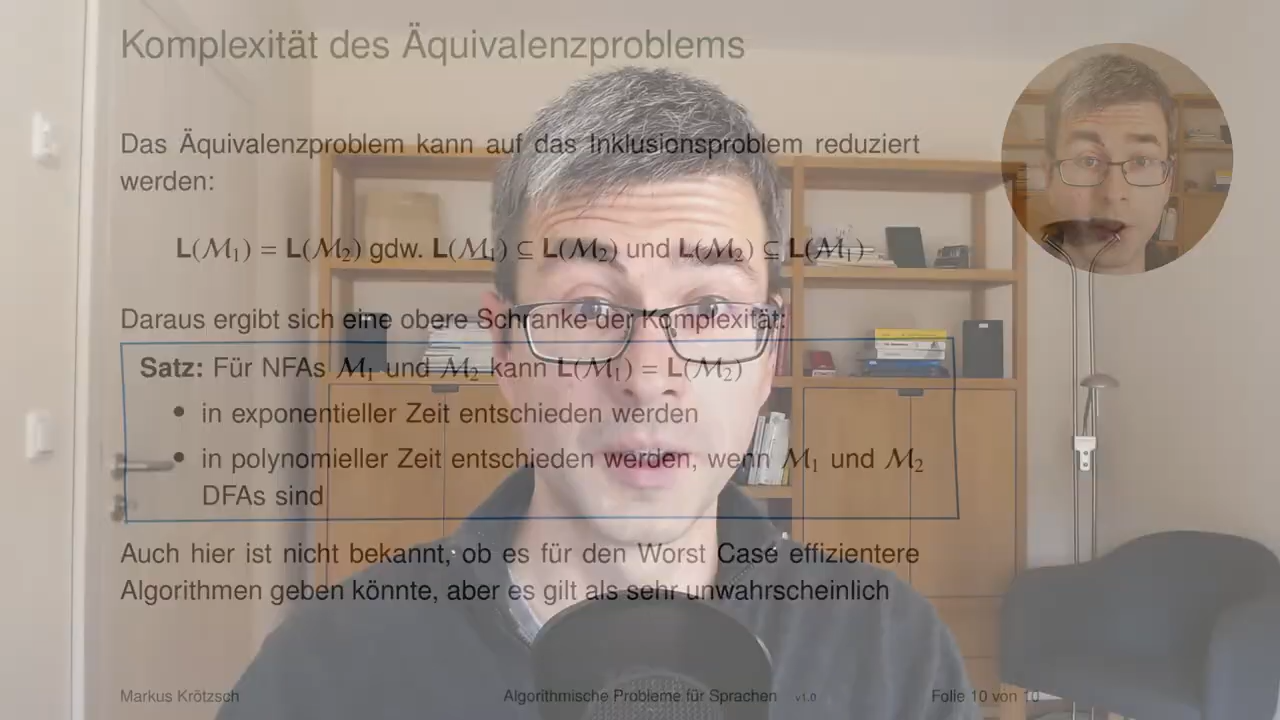 Komplexität des Äquivalenzproblems
Das Äquivalenzproblem kann auf das Inklusionsproblem reduziert
werden:
L(M₁) = L(M₂) gdw. L(M₁) ⊆ L(M₂) und L(M₂) ⊆ L(M₁)
Daraus ergibt sich eine obere Schranke der Komplexität:
Satz: Für NFAs M₁ und M₂ kann L(M₁) = L(M₂)
• in exponentieller Zeit entschieden werden
• in polynomieller Zeit entschieden werden, wenn M₁ und M₂
DFAs sind
Auch hier ist nicht bekannt, ob es für den Worst Case effizientere
Algorithmen geben könnte, aber es gilt als sehr unwahrscheinlich
Markus Krötzsch Algorithmische Probleme für Sprachen v1.0 Folie 10 von 10